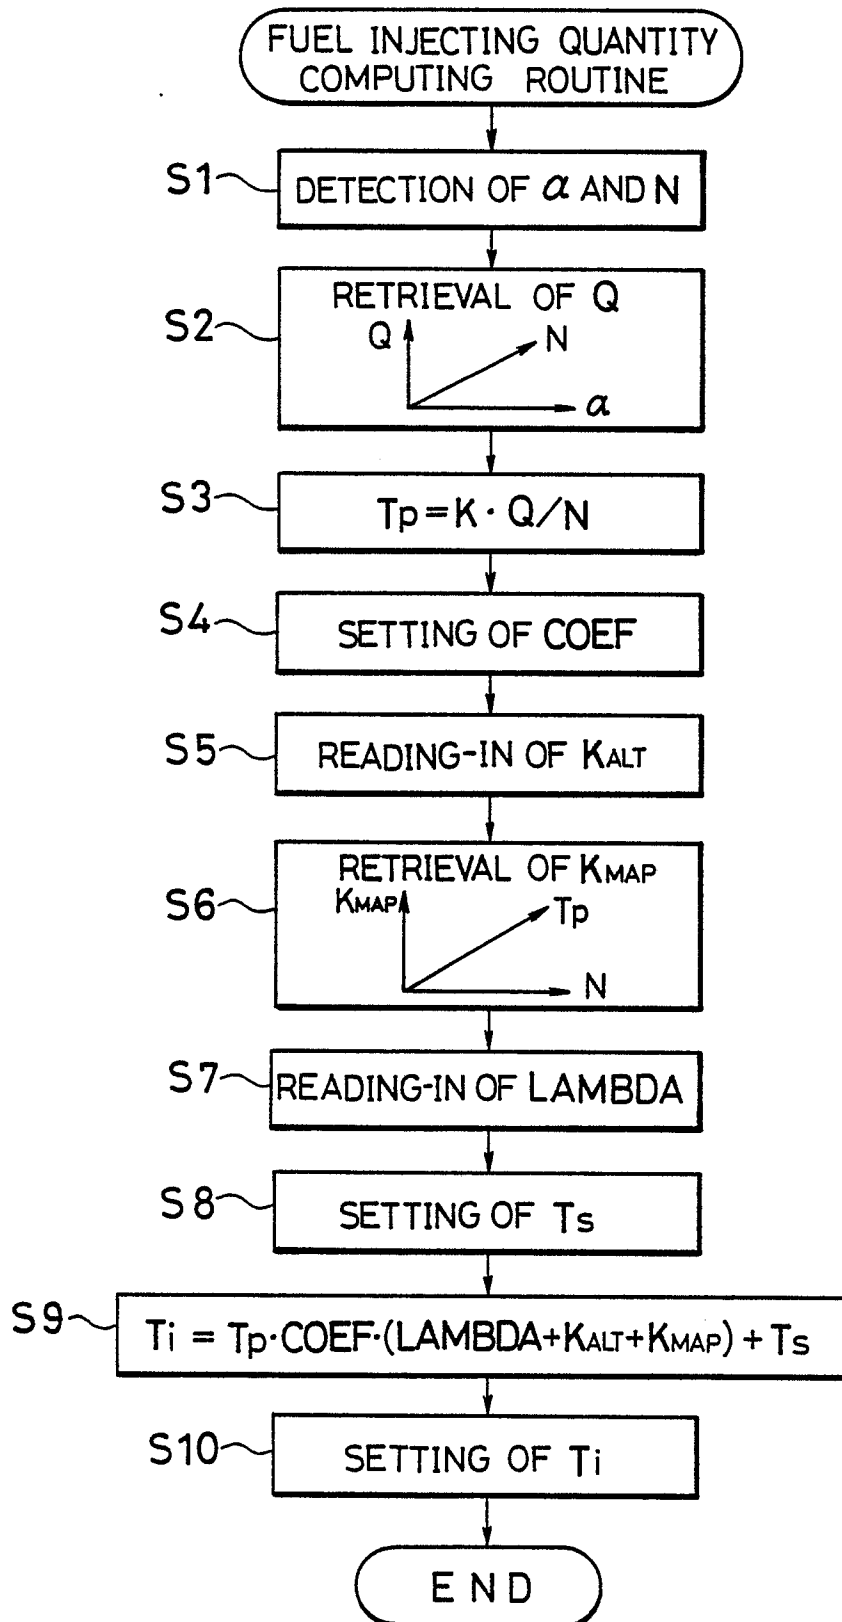 FUEL INJECTING QUANTITY
COMPUTING ROUTINE
S1
DETECTION OF α AND N
S2
RETRIEVAL OF Q
Q
N
α
S3
Tp=K・Q/N
S4
SETTING OF COEF
S5
READING-IN OF KALT
S6
RETRIEVAL OF KMAP
KMAP
Tp
N
S7
READING-IN OF LAMBDA
S8
SETTING OF Ts
S9
Ti = Tp・COEF・(LAMBDA+KALT+KMAP)+Ts
S10
SETTING OF Ti
END